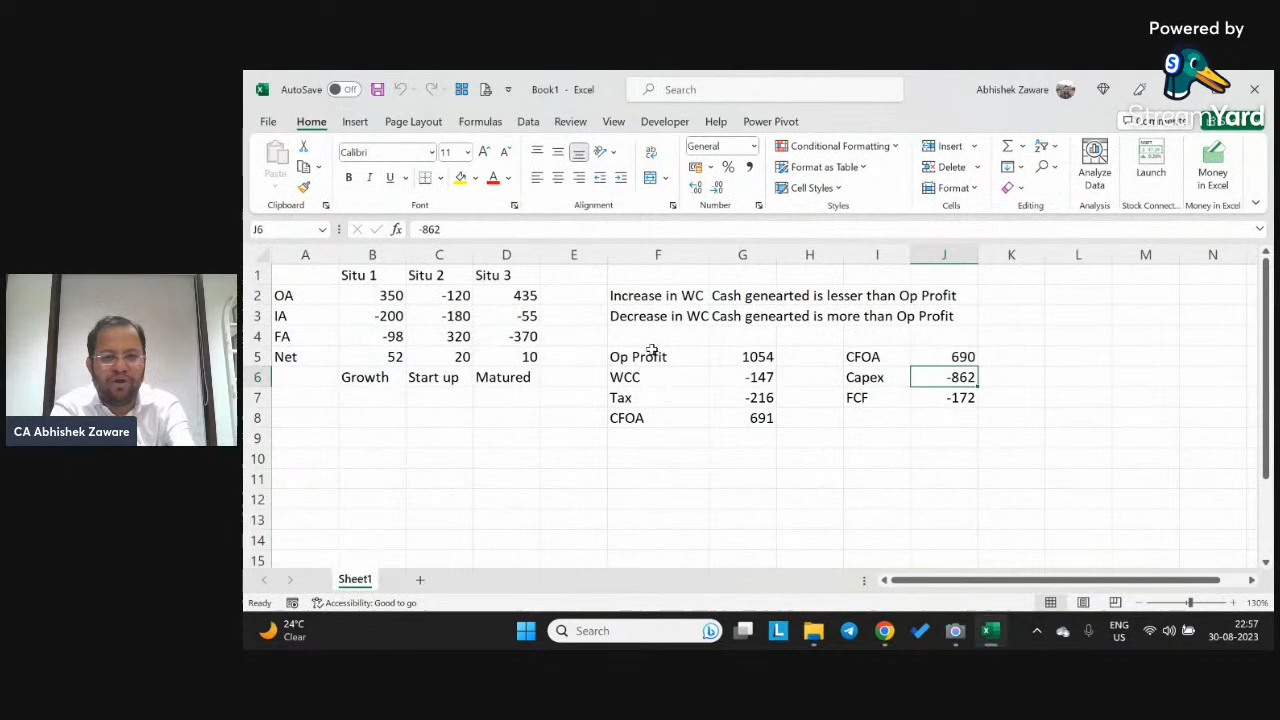 Powered by
StreamYard
AutoSave Off Book1 - Excel Search Abhishek Zaware
File Home Insert Page Layout Formulas Data Review View Developer Help Power Pivot Comments
Paste Calibri 11 General Conditional Formatting Insert
Format as Table Delete Analyze Data Launch Money in Excel
B I U Cell Styles Format
Clipboard Font Alignment Number Styles Cells Editing Analysis Stock Connect... Money in Excel
J6 fx -862
A B C D E F G H I J K L M N
1 Situ 1 Situ 2 Situ 3
2 OA 350 -120 435 Increase in WC Cash genearted is lesser than Op Profit
3 IA -200 -180 -55 Decrease in WC Cash genearted is more than Op Profit
4 FA -98 320 -370
5 Net 52 20 10 Op Profit 1054 CFOA 690
6 Growth Start up Matured WCC -147 Capex -862
7 Tax -216 FCF -172
8 CFOA 691
9
10
11
12
13
14
15
CA Abhishek Zaware
Sheet1
Ready Accessibility: Good to go 130%
24°C
Clear
Search
ENG
US
22:57
30-08-2023